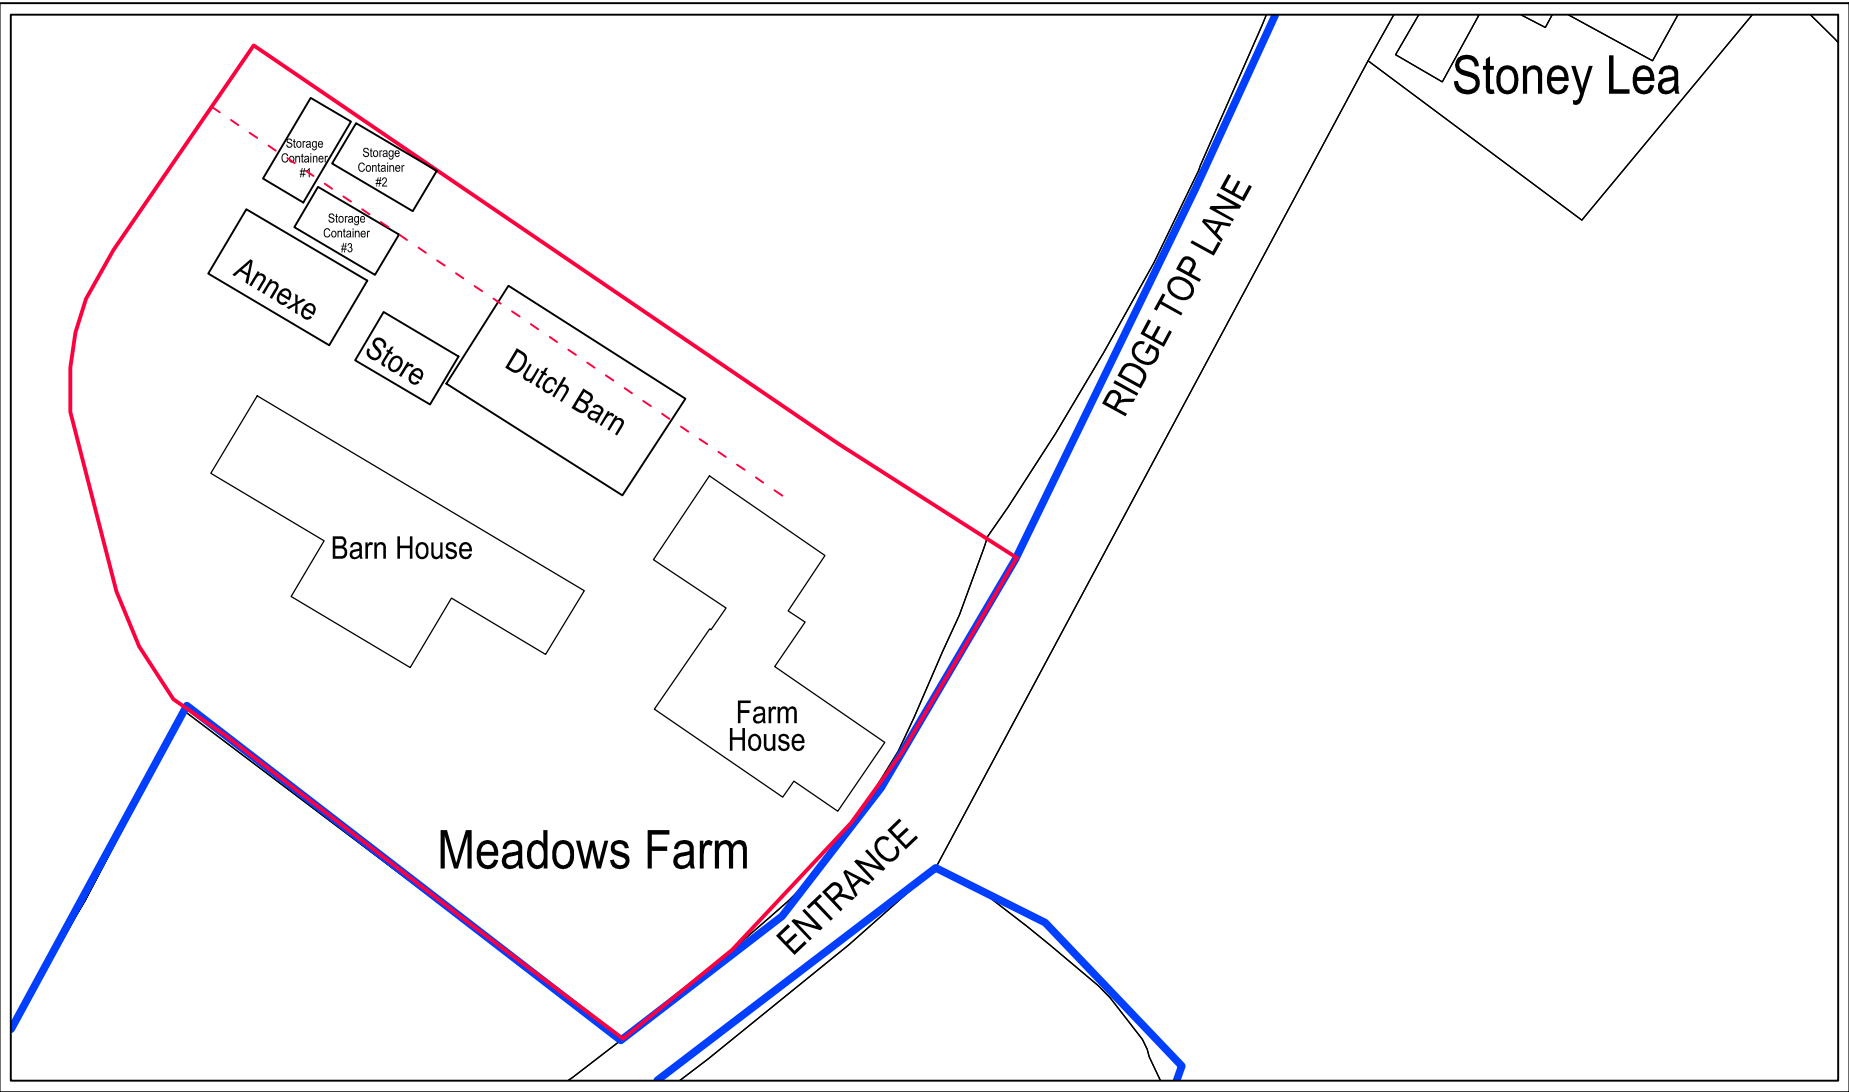 Stoney Lea
Storage
Container
#1
Storage
Container
#2
Storage
Container
#3
Annexe
Store
Dutch Barn
RIDGE TOP LANE
Barn House
Farm
House
Meadows Farm
ENTRANCE